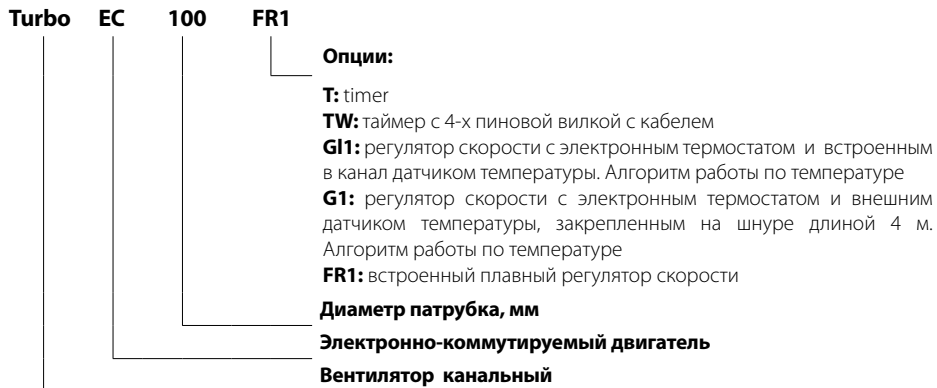 Turbo EC 100 FR1
Опции:
T: timer
TW: таймер с 4-х пиновой вилкой с кабелем
Gl1: регулятор скорости с электронным термостатом и встроенным
в канал датчиком температуры. Алгоритм работы по температуре
G1: регулятор скорости с электронным термостатом и внешним
датчиком температуры, закрепленным на шнуре длиной 4 м.
Алгоритм работы по температуре
FR1: встроенный плавный регулятор скорости
Диаметр патрубка, мм
Электронно-коммутируемый двигатель
Вентилятор канальный